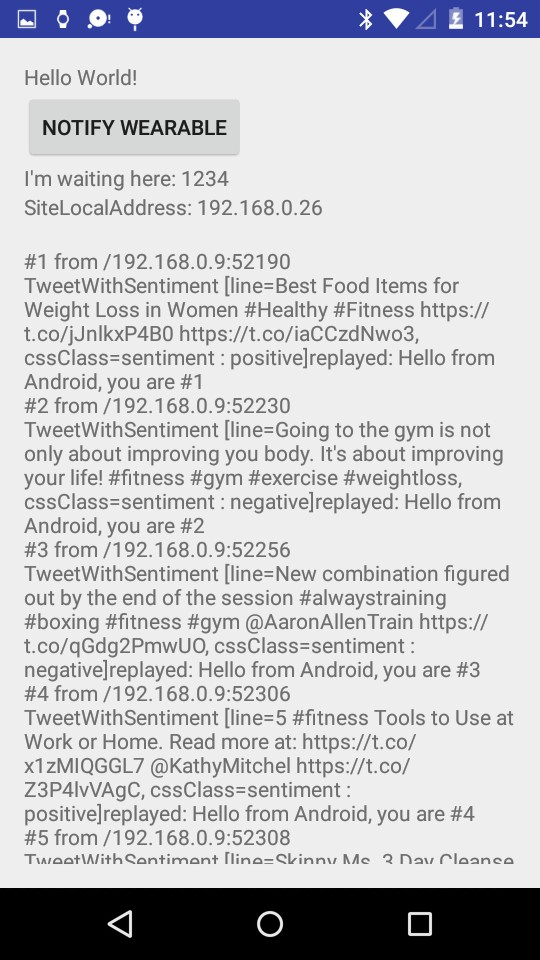 11:54
Hello World!
NOTIFY WEARABLE
I'm waiting here: 1234
SiteLocalAddress: 192.168.0.26
#1 from /192.168.0.9:52190
TweetWithSentiment [line=Best Food Items for
Weight Loss in Women #Healthy #Fitness https://
t.co/jJnlkxP4B0 https://t.co/iaCCzdNwo3,
cssClass=sentiment : positive]replayed: Hello from
Android, you are #1
#2 from /192.168.0.9:52230
TweetWithSentiment [line=Going to the gym is not
only about improving you body. It's about improving
your life! #fitness #gym #exercise #weightloss,
cssClass=sentiment : negative]replayed: Hello from
Android, you are #2
#3 from /192.168.0.9:52256
TweetWithSentiment [line=New combination figured
out by the end of the session #alwaystraining
#boxing #fitness #gym @AaronAllenTrain https://
t.co/qGdg2PmwUO, cssClass=sentiment :
negative]replayed: Hello from Android, you are #3
#4 from /192.168.0.9:52306
TweetWithSentiment [line=5 #fitness Tools to Use at
Work or Home. Read more at: https://t.co/
x1zMIQGGL7 @KathyMitchel https://t.co/
Z3P4lvVAgC, cssClass=sentiment :
positive]replayed: Hello from Android, you are #4
#5 from /192.168.0.9:52308
TweetWithSentiment [line=Skinny Ms. 3 Day Cleanse